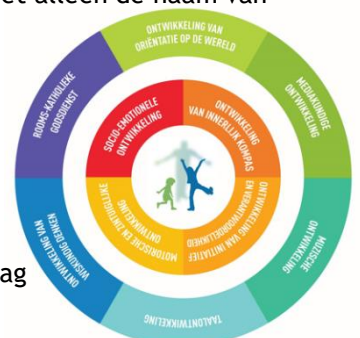 et alleen de naam van
ONTWIKKELING VAN
ORIËNTATIE OP DE WERELD
MEDIAKUNDIGE
ONTWIKKELING
MUZISCHE
ONTWIKKELING
TAALONTWIKKELING
ONTWIKKELING VAN
WISKUNDIG DENKEN
ROOMS-KATHOLIEKE
GODSDIENST
SOCIO-EMOTIONELE
ONTWIKKELING
ONTWIKKELING
VAN INNERLIJK KOMPAS
ONTWIKKELING VAN INITIATIEF
EN VERANTWOORDELIJKHEID
MOTORISCHE EN ZINTUIGLIJKE
ONTWIKKELING
ag